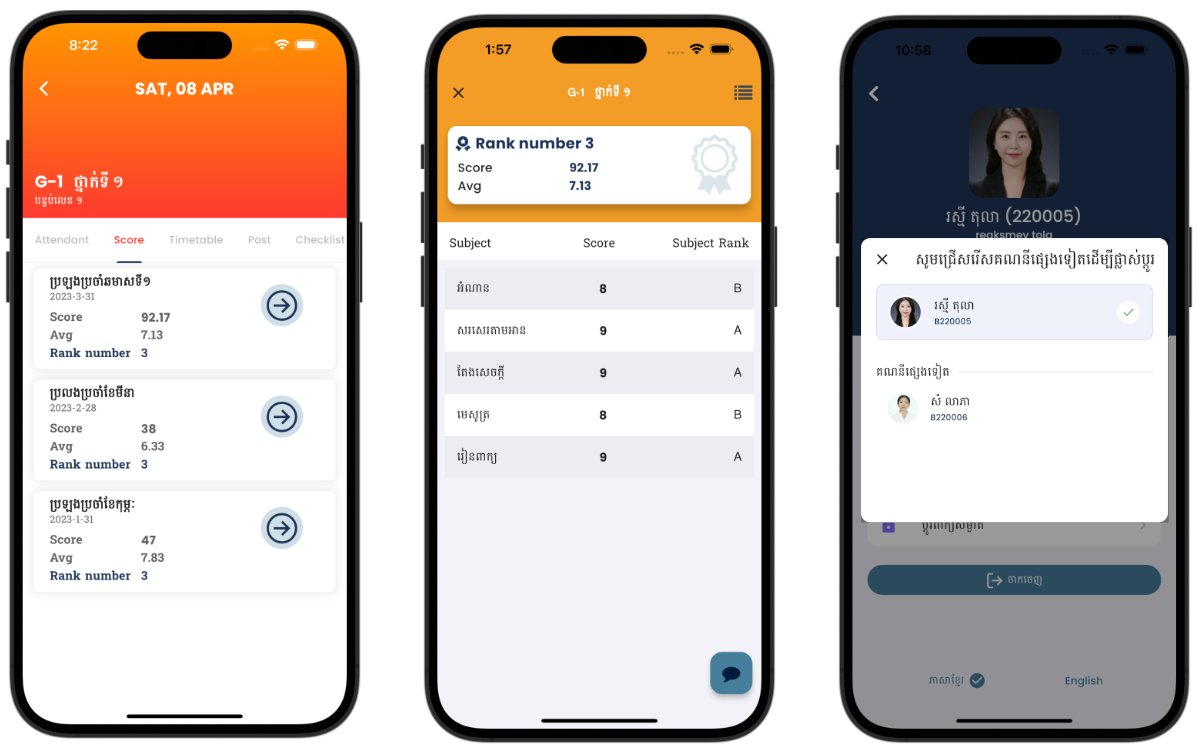 8:22
SAT, 08 APR
G-1 ថ្នាក់ទី ១
បន្ទប់លេខ ១
Attendant Score Timetable Post Checklist
ប្រឡងប្រចាំឆមាសទី១
2023-3-31
Score 92.17
Avg 7.13
Rank number 3
ប្រលងប្រចាំខែមីនា
2023-2-28
Score 38
Avg 6.33
Rank number 3
ប្រឡងប្រចាំខែកុម្ភៈ
2023-1-31
Score 47
Avg 7.83
Rank number 3
1:57
G-1 ថ្នាក់ទី ១
Rank number 3
Score 92.17
Avg 7.13
Subject Score Subject Rank
អំណាន 8 B
សរសេរតាមអាន 9 A
តែងសេចក្តី 9 A
មេសូត្រ 8 B
រៀនពាក្យ 9 A
10:58
រស្មី តុលា (220005)
reaksmey tola
សូមជ្រើសរើសគណនីផ្សេងទៀតដើម្បីផ្លាស់ប្តូរ
រស្មី តុលា
B220005
គណនីផ្សេងទៀត
សំ លាភា
B220006
ប្តូរពាក្យសម្ងាត់
ចាកចេញ
ភាសាខ្មែរ English